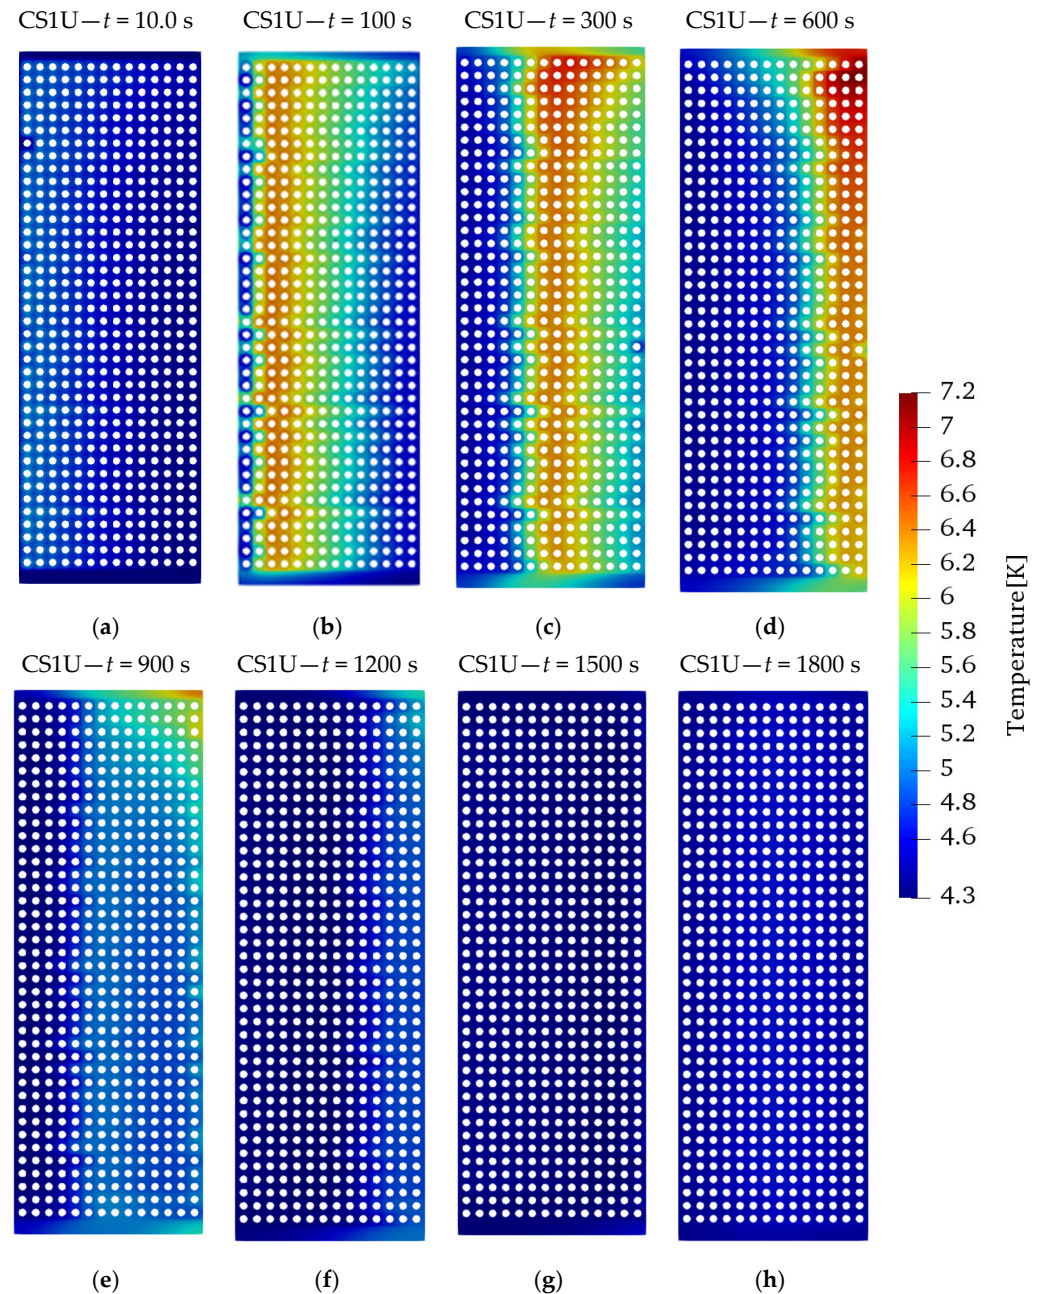 CS1U—t = 10.0 s
CS1U—t = 100 s
CS1U—t = 300 s
CS1U—t = 600 s
(a)
(b)
(c)
(d)
CS1U—t = 900 s
CS1U—t = 1200 s
CS1U—t = 1500 s
CS1U—t = 1800 s
(e)
(f)
(g)
(h)
7.2
7
6.8
6.6
6.4
6.2
6
5.8
5.6
5.4
5.2
5
4.8
4.6
4.3
Temperature[K]